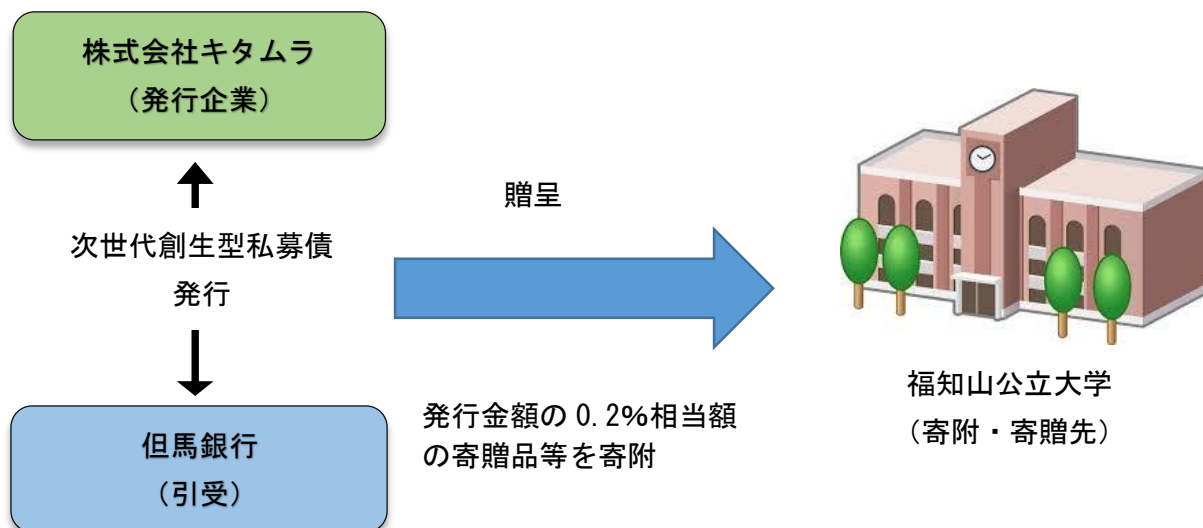 株式会社キタムラ
（発行企業）
次世代創生型私募債
発行
但馬銀行
（引受）
贈呈
発行金額の 0.2%相当額
の寄贈品等を寄附
福知山公立大学
（寄附・寄贈先）